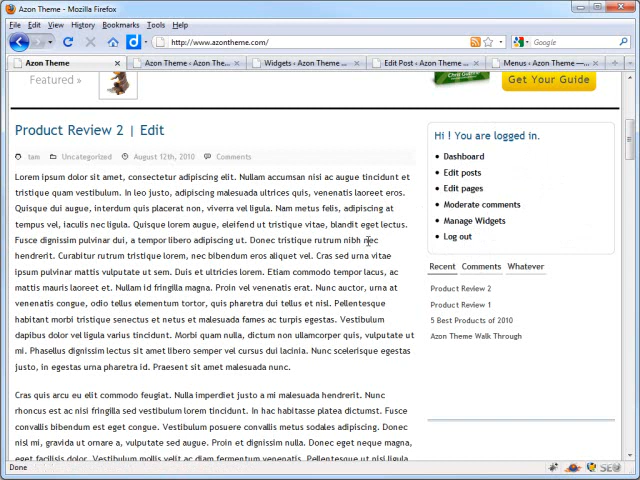 Azon Theme - Mozilla Firefox
File Edit View History Bookmarks Tools Help
http://www.azontheme.com/
Google
Azon Theme
Azon Theme ‹ Azon The...
Widgets ‹ Azon Theme ...
Edit Post ‹ Azon Theme ...
Menus ‹ Azon Theme —...
Featured »
Get Your Guide
Product Review 2 | Edit
tam Uncategorized August 12th, 2010 Comments
Lorem ipsum dolor sit amet, consectetur adipiscing elit. Nullam accumsan nisi ac augue tincidunt et
tristique quam vestibulum. In leo justo, adipiscing malesuada ultrices quis, venenatis laoreet eros.
Quisque dui augue, interdum quis placerat non, viverra vel ligula. Nam metus felis, adipiscing at
tempus vel, iaculis nec ligula. Quisque lorem augue, eleifend ut tristique vitae, blandit eget lectus.
Fusce dignissim pulvinar dui, a tempor libero adipiscing ut. Donec tristique rutrum nibh nec
hendrerit. Curabitur rutrum tristique lorem, nec bibendum eros aliquet vel. Cras sed urna vitae
ipsum pulvinar mattis vulputate ut sem. Duis et ultricies lorem. Etiam commodo tempor lacus, ac
mattis mauris laoreet et. Nullam id fringilla magna. Proin vel venenatis erat. Nunc auctor, urna at
venenatis congue, odio tellus elementum tortor, quis pharetra dui tellus et nisl. Pellentesque
habitant morbi tristique senectus et netus et malesuada fames ac turpis egestas. Vestibulum
dapibus dolor vel ligula varius tincidunt. Morbi quam nulla, dictum non ullamcorper quis, vulputate ut
mi. Phasellus dignissim lectus sit amet libero semper vel cursus dui lacinia. Nunc scelerisque egestas
justo, in egestas urna pharetra id. Praesent sit amet malesuada nunc.
Cras quis arcu eu elit commodo feugiat. Nulla imperdiet justo a mi malesuada hendrerit. Nunc
rhoncus est ac nisi fringilla sed vestibulum lorem tincidunt. In hac habitasse platea dictumst. Fusce
convallis bibendum est eget congue. Vestibulum posuere convallis metus sodales adipiscing. Donec
nisl mi, gravida ut ornare a, vulputate sed augue. Proin et dignissim nulla. Donec eget neque magna,
eget facilisis dolor. Vestibulum mollis velit ac diam fermentum venenatis. Pellentesque in ligula
Hi ! You are logged in.
Dashboard
Edit posts
Edit pages
Moderate comments
Manage Widgets
Log out
Recent Comments Whatever
Product Review 2
Product Review 1
5 Best Products of 2010
Azon Theme Walk Through
Done